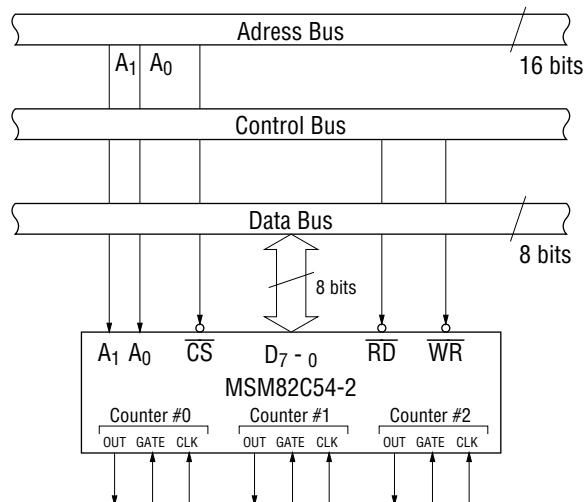 Adress Bus
A1 A0
16 bits
Control Bus
Data Bus
8 bits
8 bits
A1 A0 CS D7 - 0 RD WR
MSM82C54-2
Counter #0 Counter #1 Counter #2
OUT GATE CLK OUT GATE CLK OUT GATE CLK